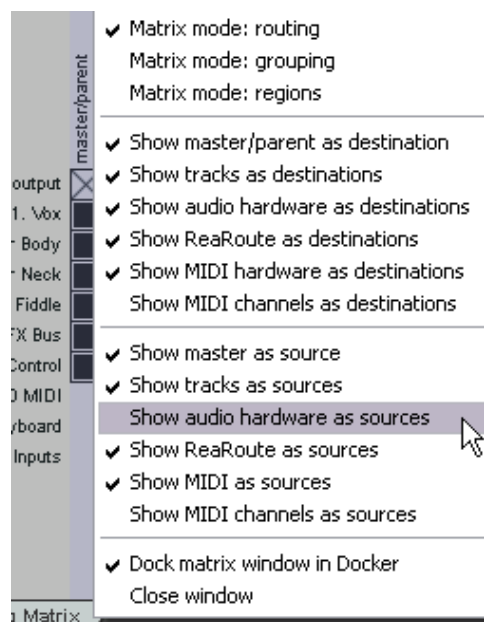 Matrix mode: routing
Matrix mode: grouping
Matrix mode: regions
master/parent
Show master/parent as destination
Show tracks as destinations
output
Show audio hardware as destinations
1. Vox
Show ReaRoute as destinations
Body
Show MIDI hardware as destinations
Neck
Show MIDI channels as destinations
Fiddle
FX Bus
Show master as source
Control
Show tracks as sources
MIDI
Show audio hardware as sources
Show ReaRoute as sources
Inputs
Show MIDI as sources
Show MIDI channels as sources
Dock matrix window in Docker
Close window
Matrix